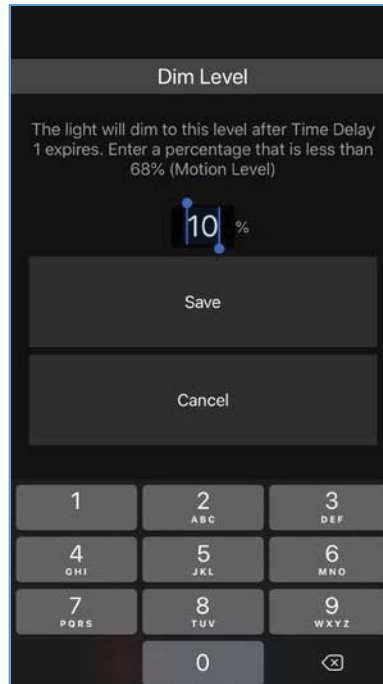 Dim Level
The light will dim to this level after Time Delay
1 expires. Enter a percentage that is less than
68% (Motion Level)
10 %
Save
Cancel
1 2 3
ABC DEF
4 5 6
GHI JKL MNO
7 8 9
PQRS TUV WXYZ
0